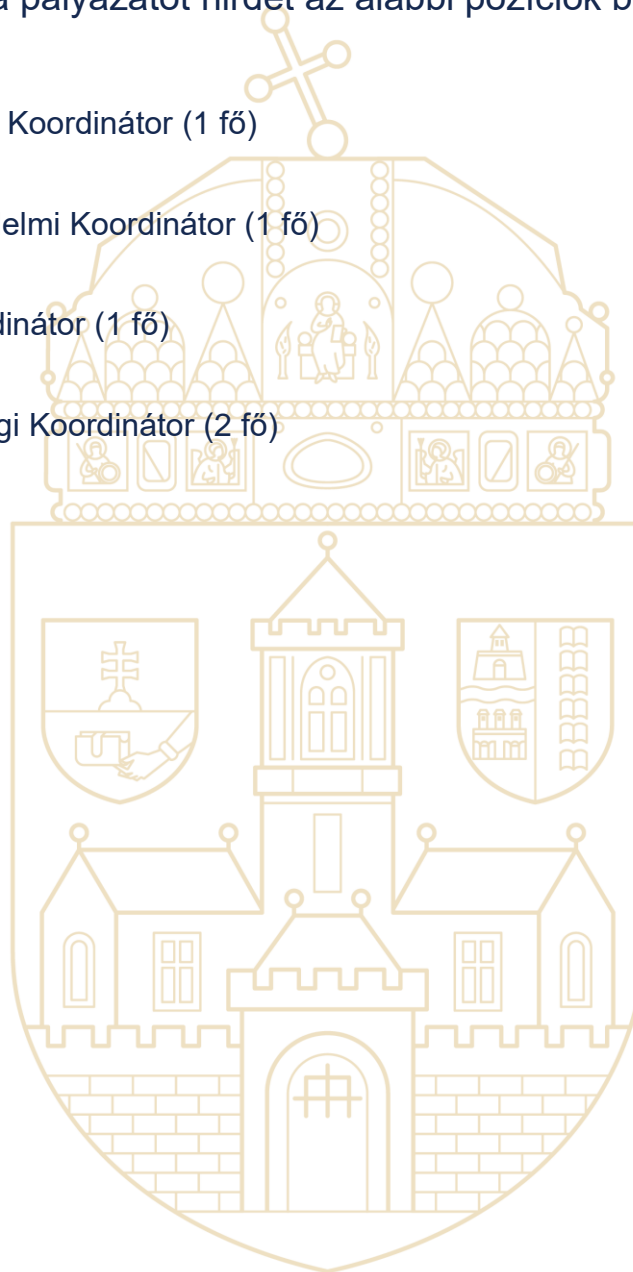 pályázatot hirdet az alábbi pozíciók b
Koordinátor (1 fő)
elmi Koordinátor (1 fő)
dinátor (1 fő)
gi Koordinátor (2 fő)